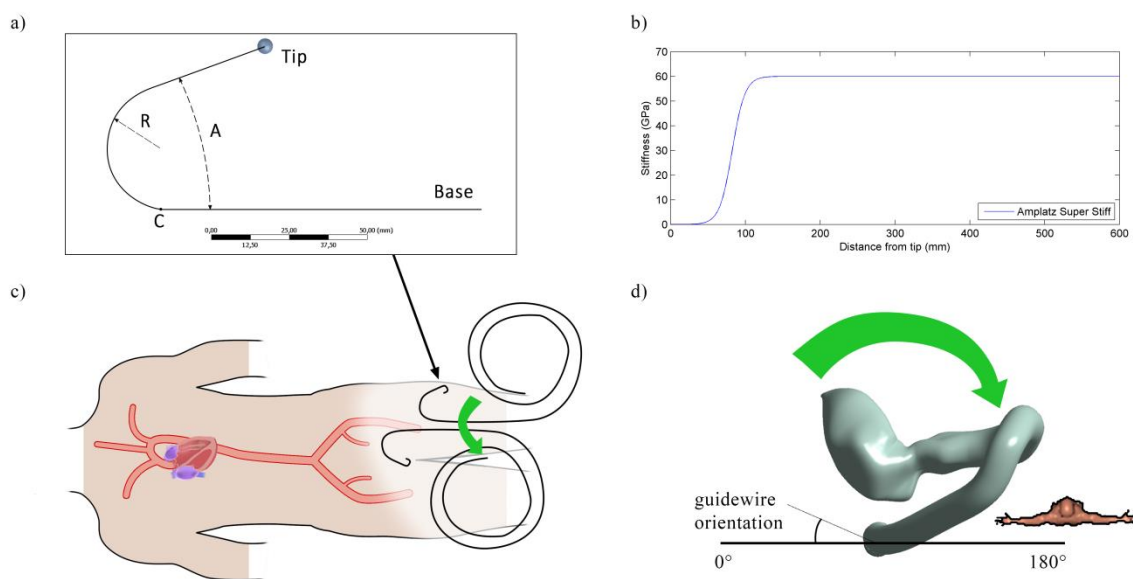 a)
Tip
R
A
Base
C
0,00 25,00 50,00 (mm)
12,50 37,50
b)
70
60
50
40
30
20
10
0
Stiffness (GPa)
Amplatz Super Stiff
0 100 200 300 400 500 600
Distance from tip (mm)
c)
d)
guidewire
orientation
0° 180°